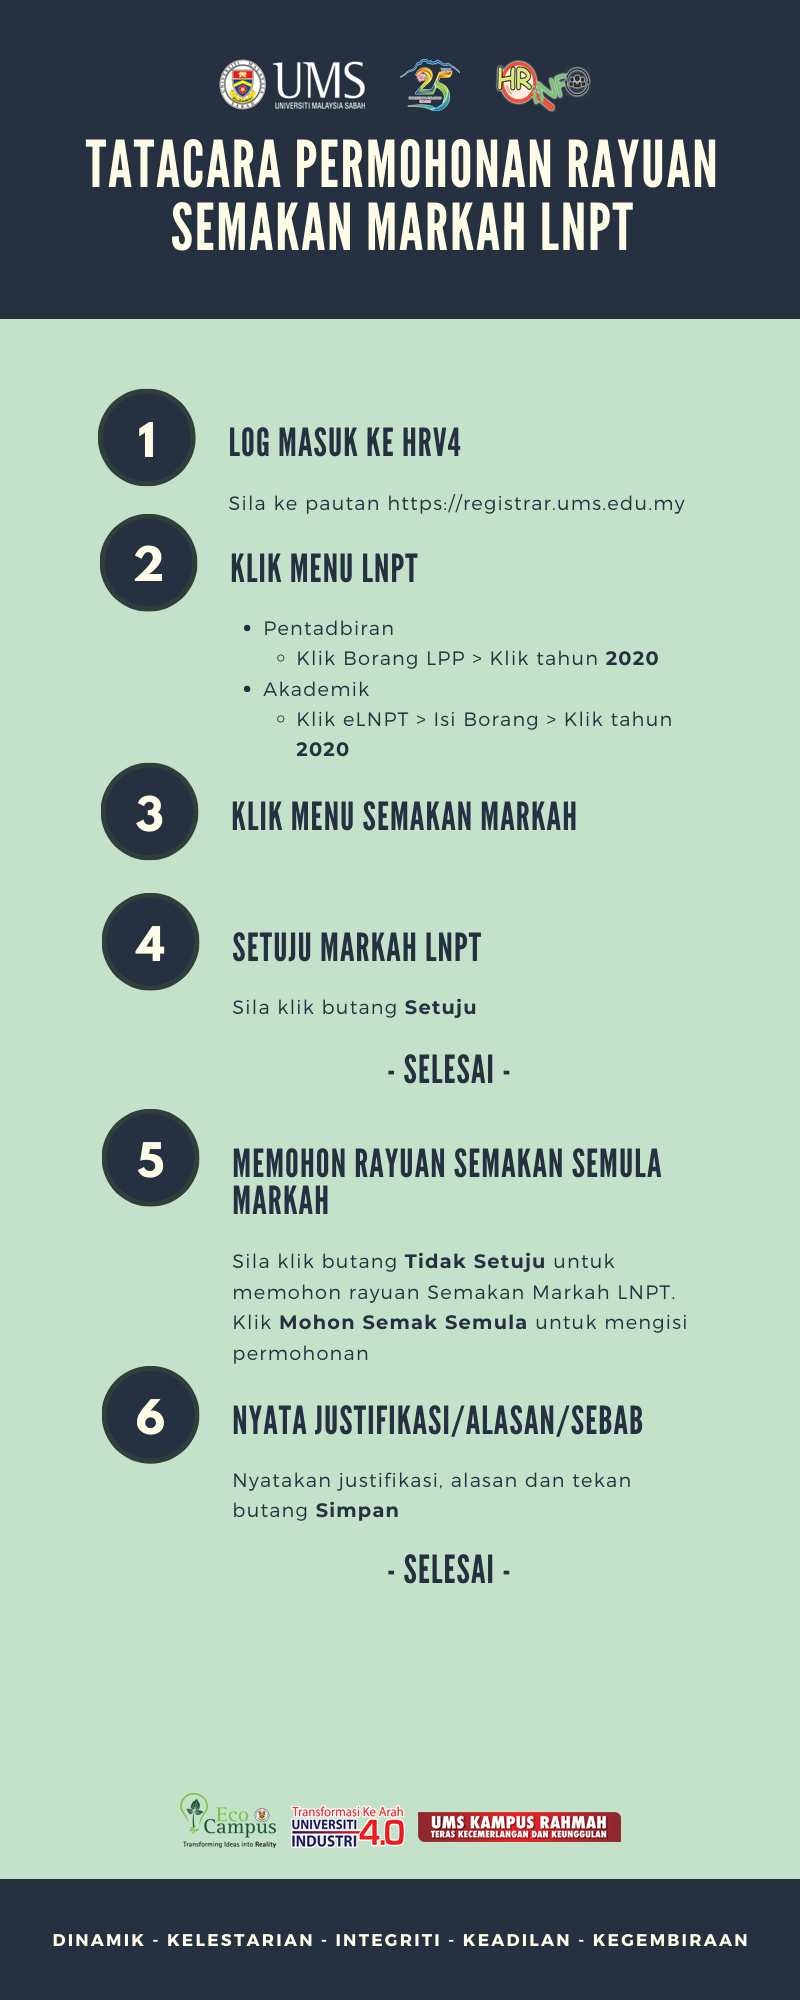 UMS
UNIVERSITI MALAYSIA SABAH
25
HR INFO
TATACARA PERMOHONAN RAYUAN
SEMAKAN MARKAH LNPT
1
LOG MASUK KE HRV4
Sila ke pautan https://registrar.ums.edu.my
2
KLIK MENU LNPT
• Pentadbiran
◦ Klik Borang LPP > Klik tahun 2020
• Akademik
◦ Klik eLNPT > Isi Borang > Klik tahun
2020
3
KLIK MENU SEMAKAN MARKAH
4
SETUJU MARKAH LNPT
Sila klik butang Setuju
- SELESAI -
5
MEMOHON RAYUAN SEMAKAN SEMULA
MARKAH
Sila klik butang Tidak Setuju untuk
memohon rayuan Semakan Markah LNPT.
Klik Mohon Semak Semula untuk mengisi
permohonan
6
NYATA JUSTIFIKASI/ALASAN/SEBAB
Nyatakan justifikasi, alasan dan tekan
butang Simpan
- SELESAI -
Eco
Campus
Transforming Ideas into Reality
Transformasi Ke Arah
UNIVERSITI
INDUSTRI 4.0
UMS KAMPUS RAHMAH
TERAS KECEMERLANGAN DAN KEUNGGULAN
DINAMIK - KELESTARIAN - INTEGRITI - KEADILAN - KEGEMBIRAAN